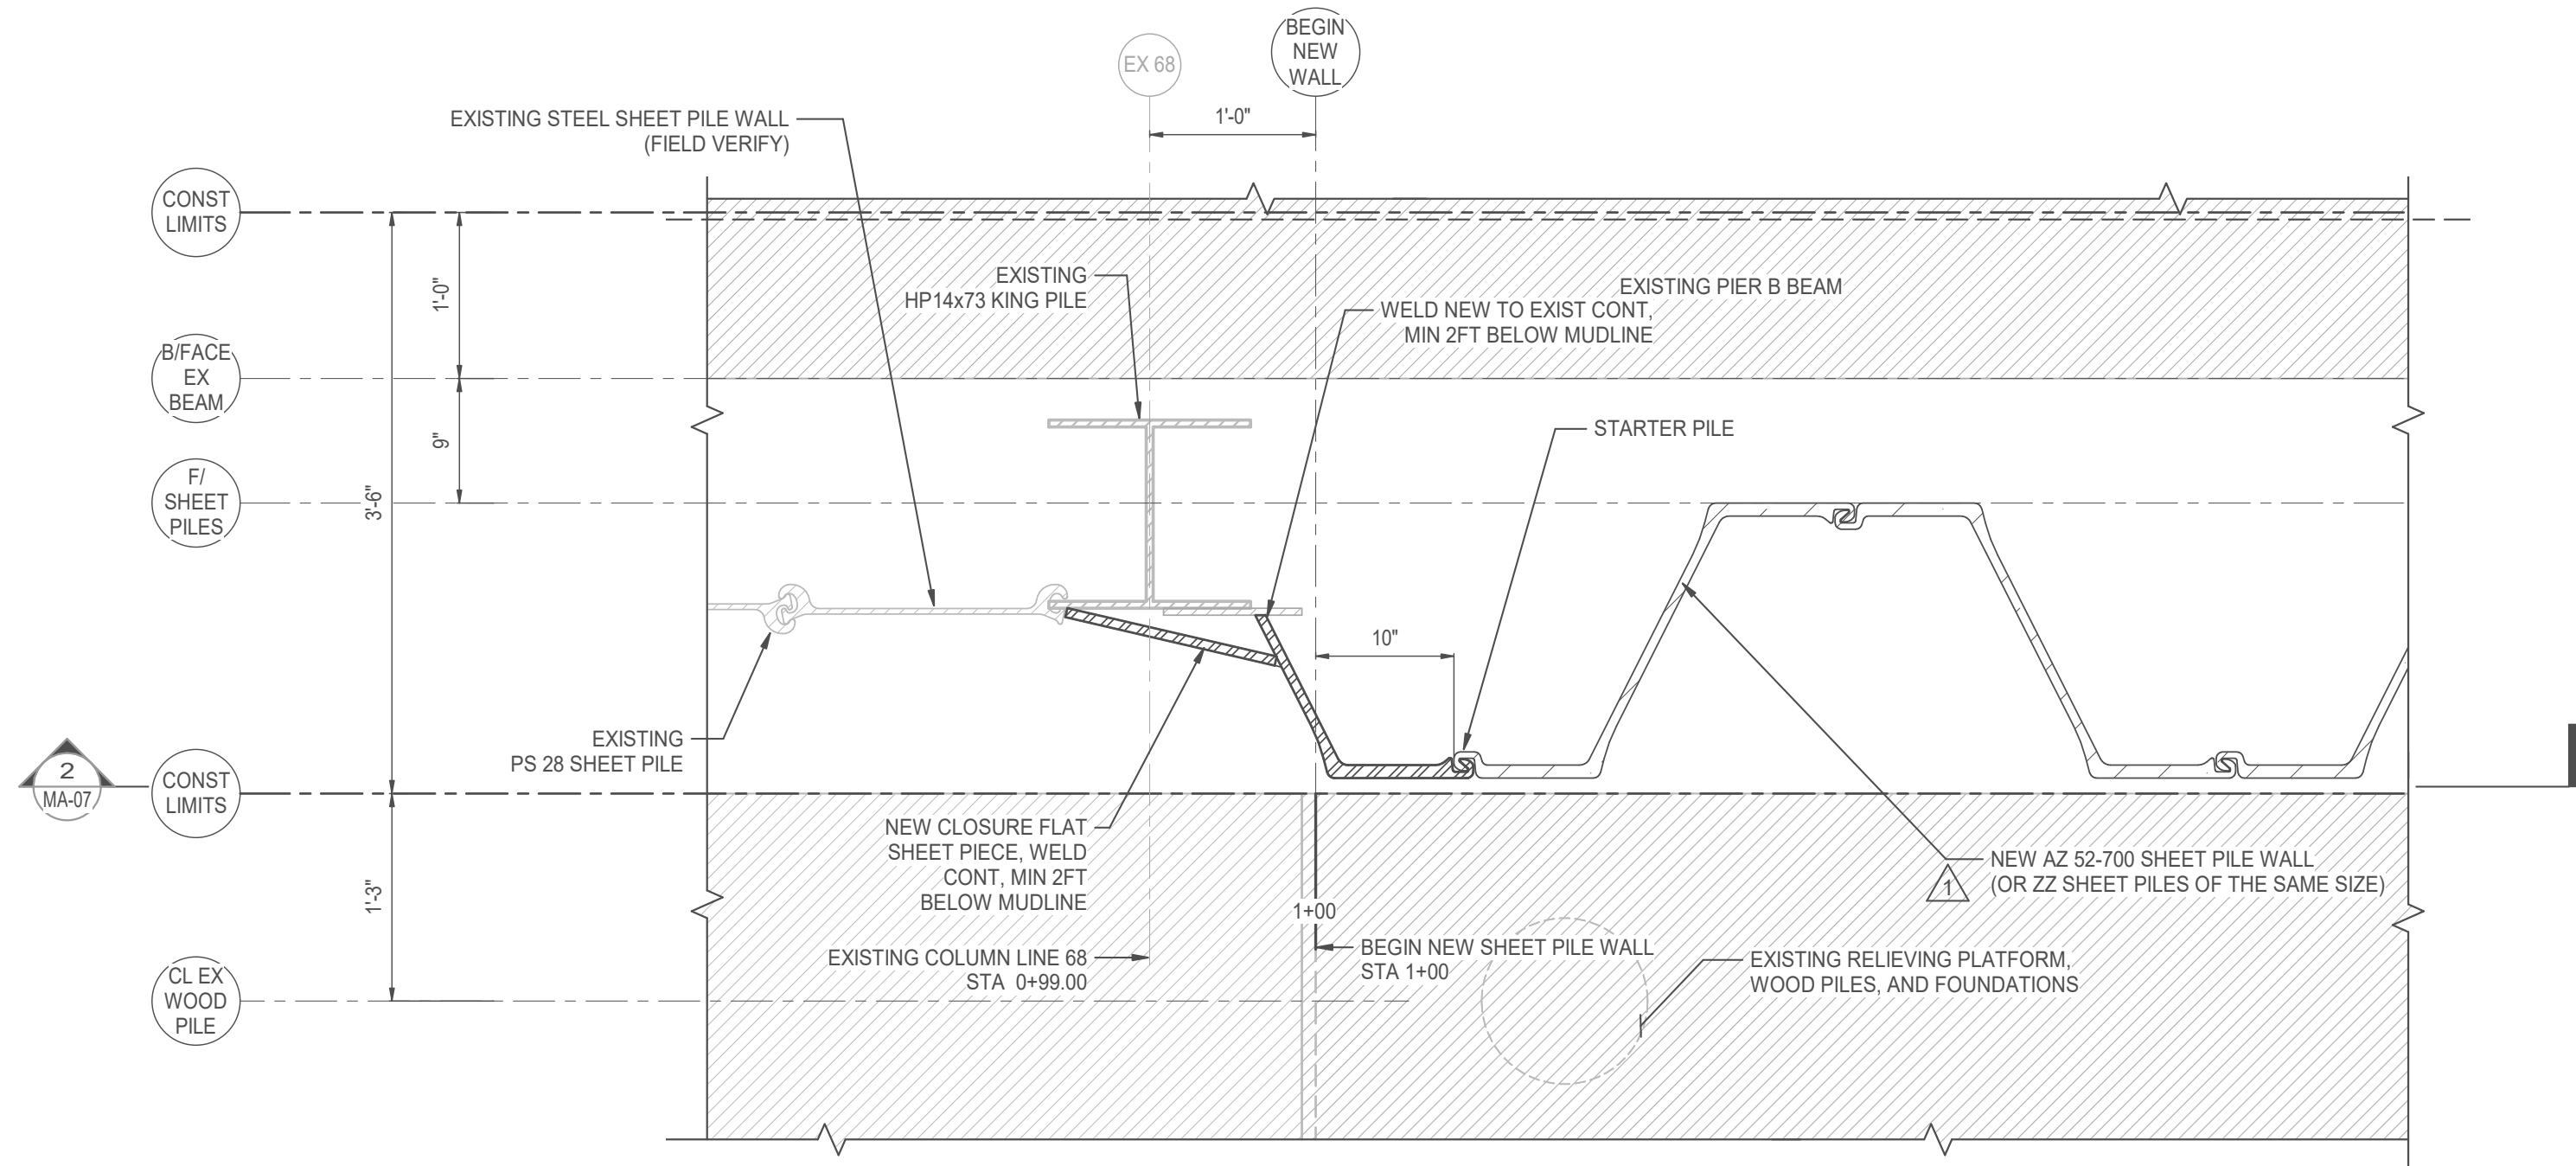 BEGIN
NEW
WALL
EX 68
1'-0"
EXISTING STEEL SHEET PILE WALL
(FIELD VERIFY)
CONST
LIMITS
EXISTING
HP14x73 KING PILE
EXISTING PIER B BEAM
WELD NEW TO EXIST CONT,
MIN 2FT BELOW MUDLINE
1'-0"
B/FACE
EX
BEAM
9"
STARTER PILE
F/
SHEET
PILES
3'-6"
10"
EXISTING
PS 28 SHEET PILE
2
MA-07
CONST
LIMITS
NEW CLOSURE FLAT
SHEET PIECE, WELD
CONT, MIN 2FT
BELOW MUDLINE
NEW AZ 52-700 SHEET PILE WALL
(OR ZZ SHEET PILES OF THE SAME SIZE)
1
1'-3"
1+00
EXISTING COLUMN LINE 68
STA 0+99.00
BEGIN NEW SHEET PILE WALL
STA 1+00
EXISTING RELIEVING PLATFORM,
WOOD PILES, AND FOUNDATIONS
CL EX
WOOD
PILE